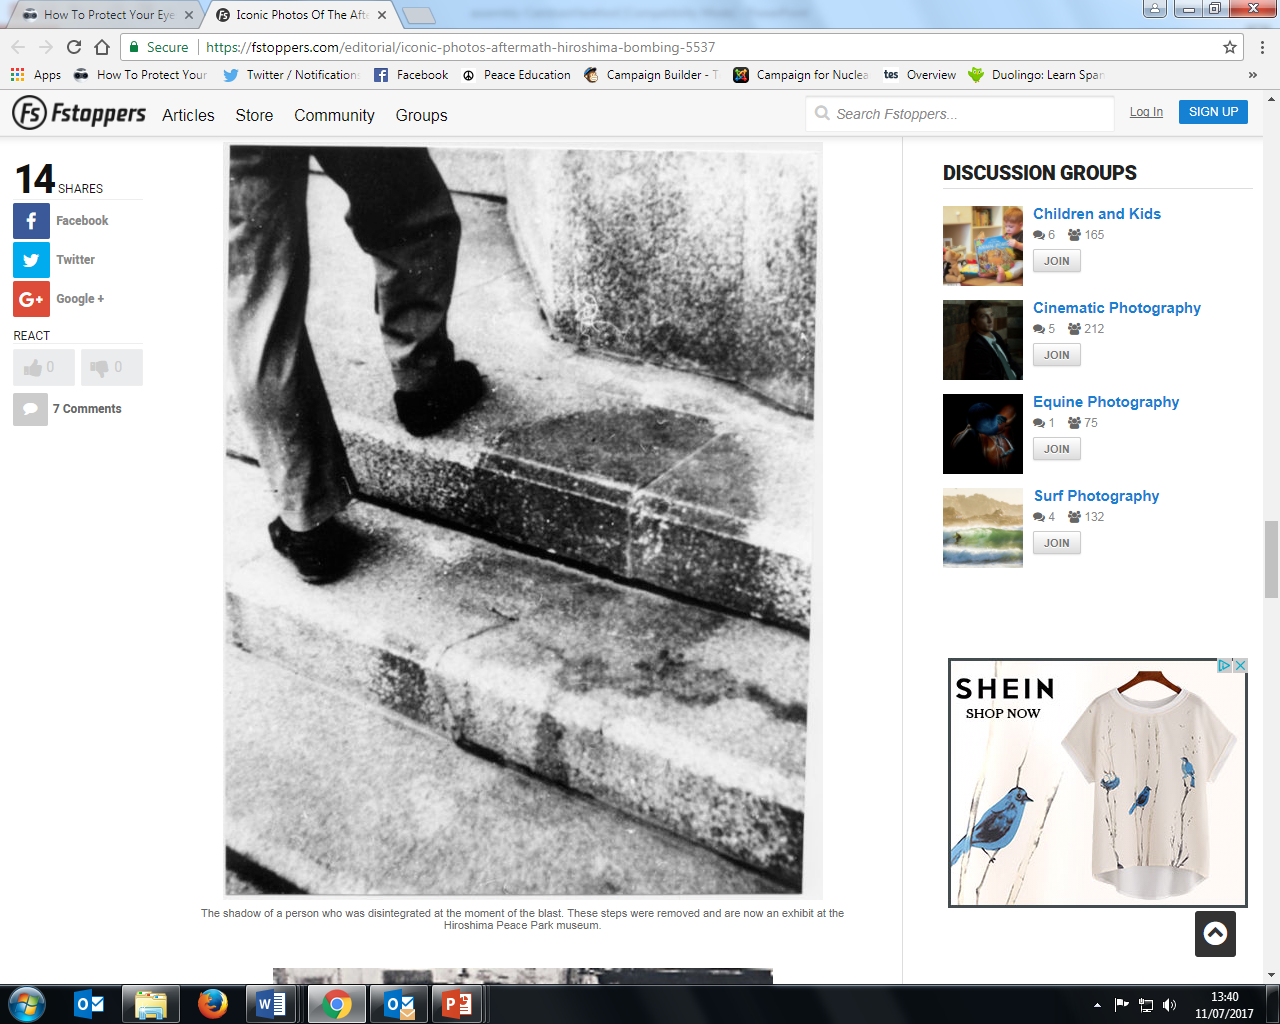 How To Protect Your Eye
Iconic Photos Of The Afte
Secure
https://fstoppers.com/editorial/iconic-photos-aftermath-hiroshima-bombing-5537
Apps
How To Protect Your
Twitter / Notifications
Facebook
Peace Education
Campaign Builder - T
Campaign for Nuclea
tes
Overview
Duolingo: Learn Span
»
Fs Fstoppers
Articles
Store
Community
Groups
Search Fstoppers...
Log In
SIGN UP
14 SHARES
Facebook
Twitter
G+ Google +
REACT
0
0
7 Comments
The shadow of a person who was disintegrated at the moment of the blast. These steps were removed and are now an exhibit at the
Hiroshima Peace Park museum.
DISCUSSION GROUPS
Children and Kids
6 165
JOIN
Cinematic Photography
5 212
JOIN
Equine Photography
1 75
JOIN
Surf Photography
4 132
JOIN
SHEIN
SHOP NOW
13:40
11/07/2017